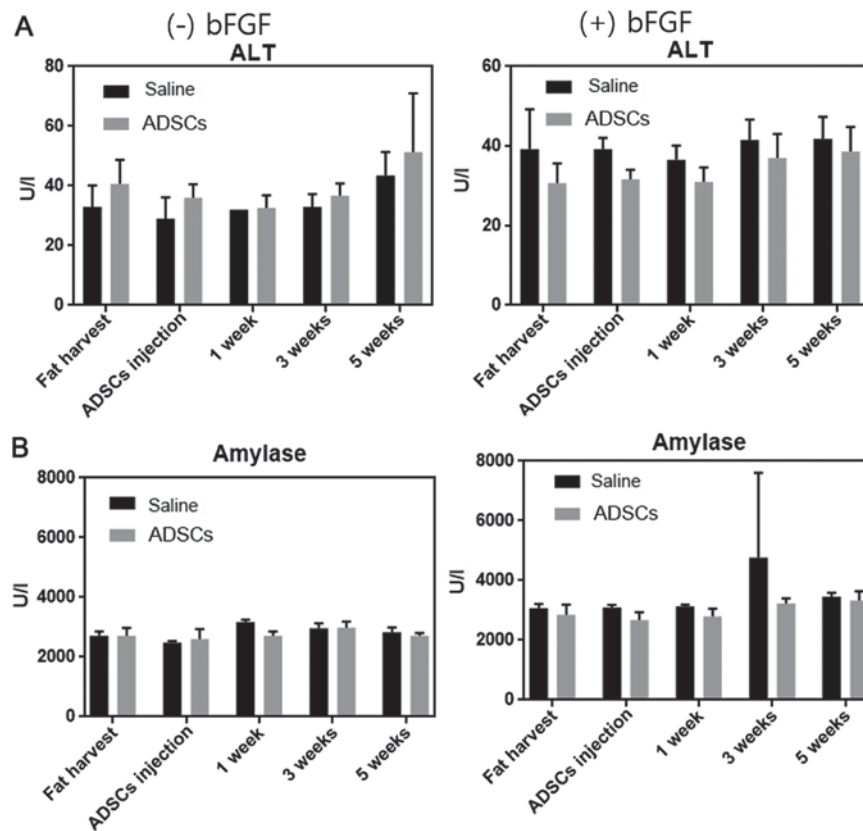 A
(-) bFGF
ALT
80
60
40
20
0
U/l
Saline
ADSCs
Fat harvest
ADSCs injection
1 week
3 weeks
5 weeks
(+) bFGF
ALT
60
40
20
0
U/l
Saline
ADSCs
Fat harvest
ADSCs injection
1 week
3 weeks
5 weeks
B
Amylase
8000
6000
4000
2000
0
U/l
Saline
ADSCs
Fat harvest
ADSCs injection
1 week
3 weeks
5 weeks
Amylase
8000
6000
4000
2000
0
U/l
Saline
ADSCs
Fat harvest
ADSCs injection
1 week
3 weeks
5 weeks